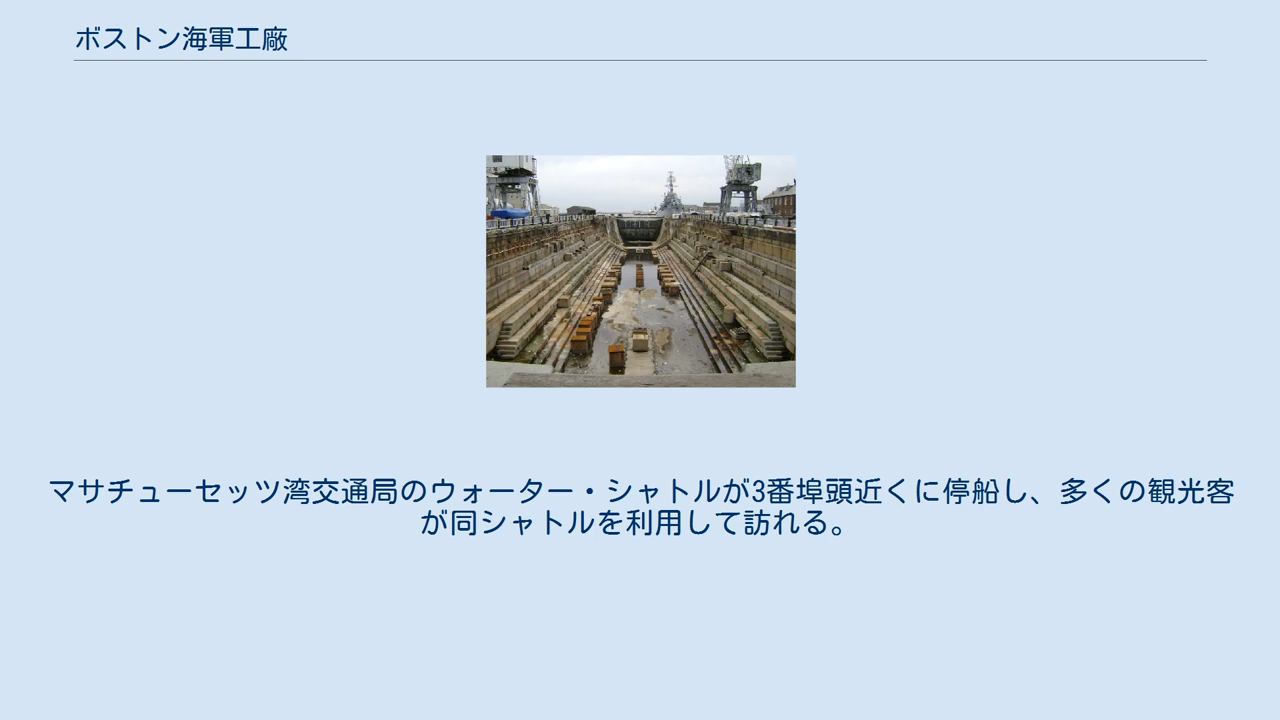 ボストン海軍工廠
マサチューセッツ湾交通局のウォーター・シャトルが3番埠頭近くに停船し、多くの観光客
が同シャトルを利用して訪れる。